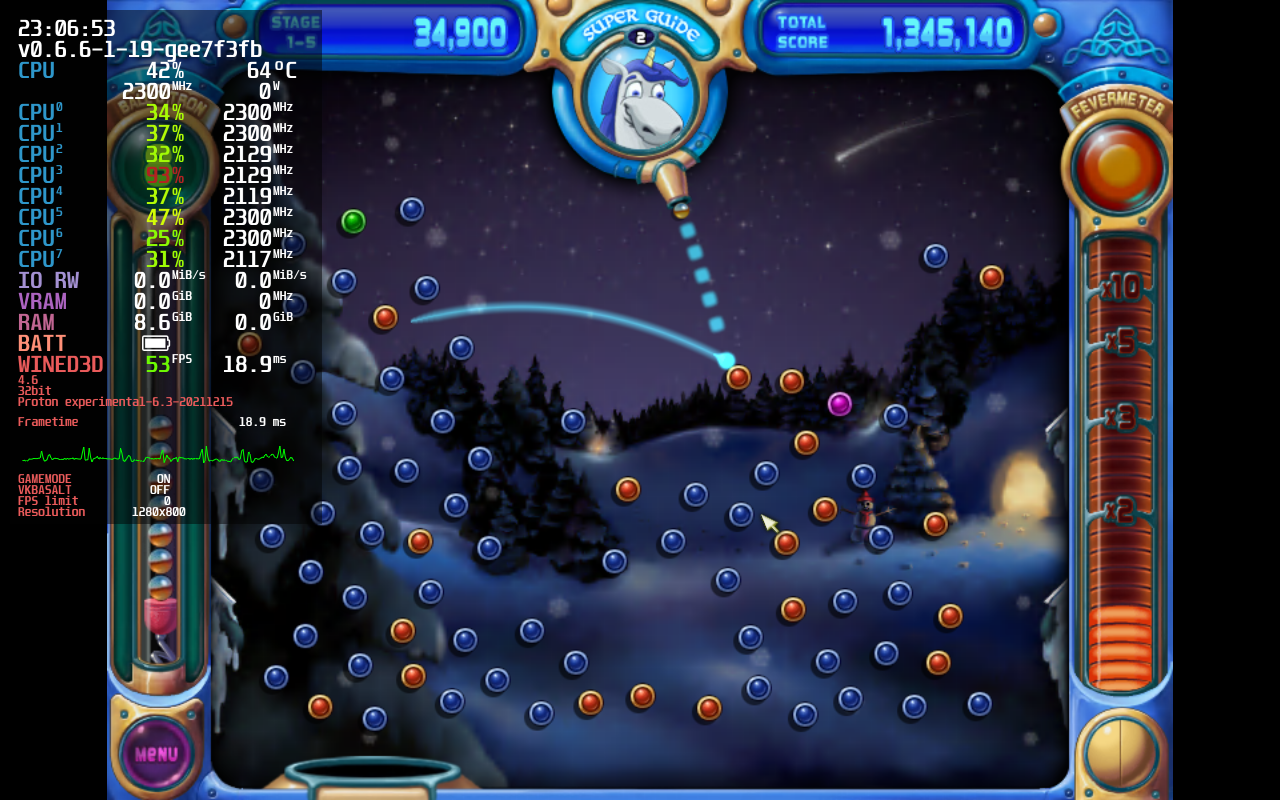 23:06:53
v0.6.6-1-19-gee7f3fb
CPU 42% 64°C
2300MHz 0W
CPU0 34% 2300MHz
CPU1 37% 2300MHz
CPU2 32% 2129MHz
CPU3 93% 2129MHz
CPU4 37% 2119MHz
CPU5 47% 2300MHz
CPU6 25% 2300MHz
CPU7 31% 2117MHz
IO RW 0.0MiB/s 0.0MiB/s
VRAM 0.0GiB 0MHz
RAM 8.6GiB 0.0GiB
BATT
WINED3D 53FPS 18.9ms
4.6
32bit
Proton experimental-6.3-20211215
Frametime 18.9 ms
GAMEMODE ON
VKBASALT OFF
FPS limit 0
Resolution 1280x800
STAGE
1-5
34,900
SUPER GUIDE
2
TOTAL
SCORE
1,345,140
FEVERMETER
x10
x5
x3
x2
MENU